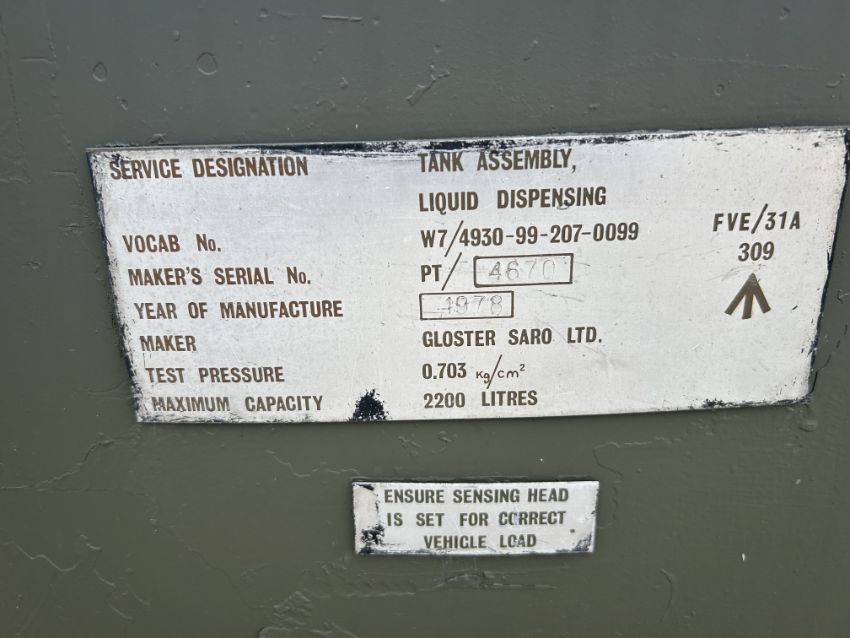 SERVICE DESIGNATION TANK ASSEMBLY,
LIQUID DISPENSING
VOCAB No. W7/4930-99-207-0099 FVE/31A
MAKER'S SERIAL No. PT/ 4670 309
YEAR OF MANUFACTURE 1978
MAKER GLOSTER SARO LTD.
TEST PRESSURE 0.703 Kg/cm²
MAXIMUM CAPACITY 2200 LITRES
ENSURE SENSING HEAD
IS SET FOR CORRECT
VEHICLE LOAD